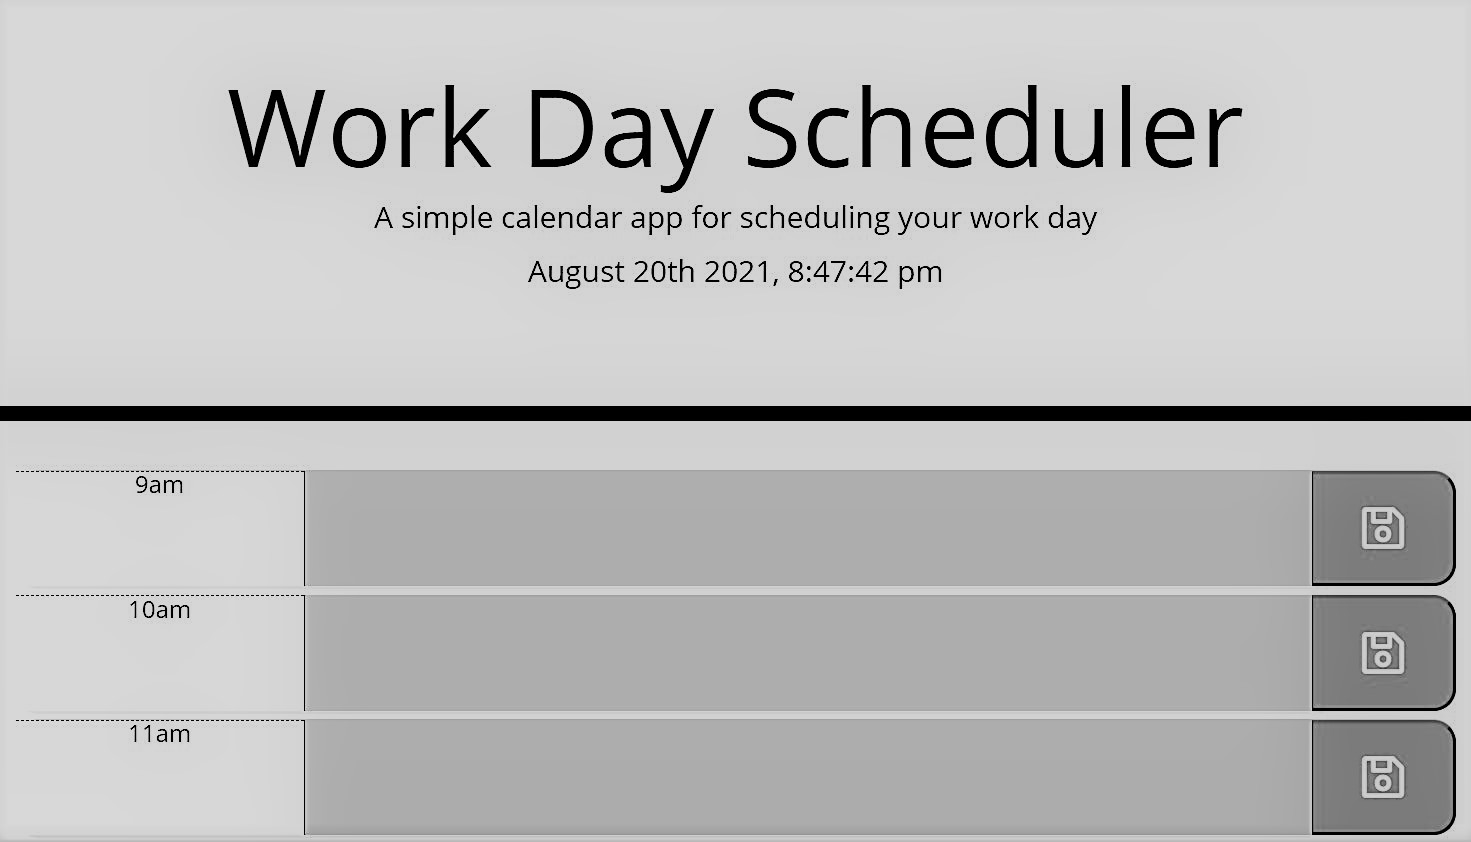 Work Day Scheduler
A simple calendar app for scheduling your work day
August 20th 2021, 8:47:42 pm
9am
10am
11am